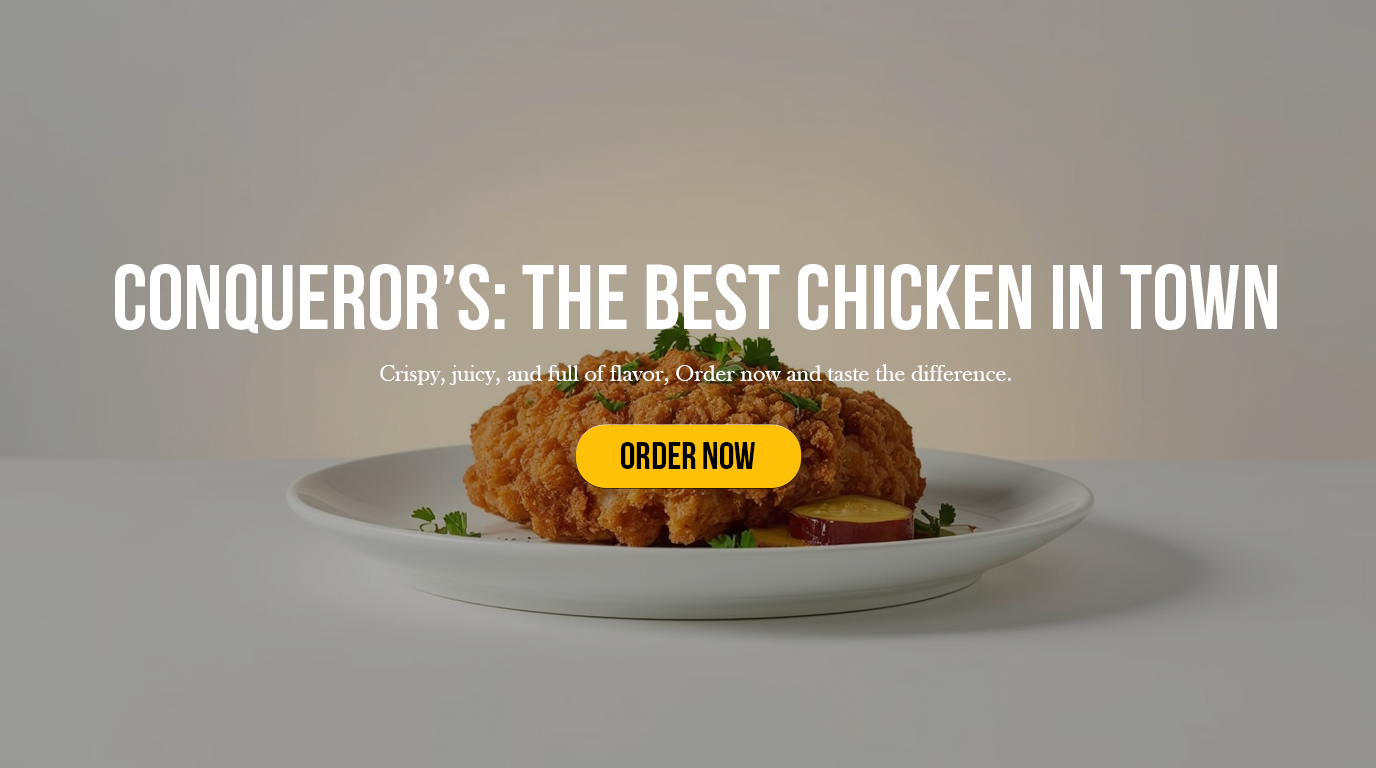 CONQUEROR’S: THE BEST CHICKEN IN TOWN
Crispy, juicy, and full of flavor, Order now and taste the difference.
ORDER NOW